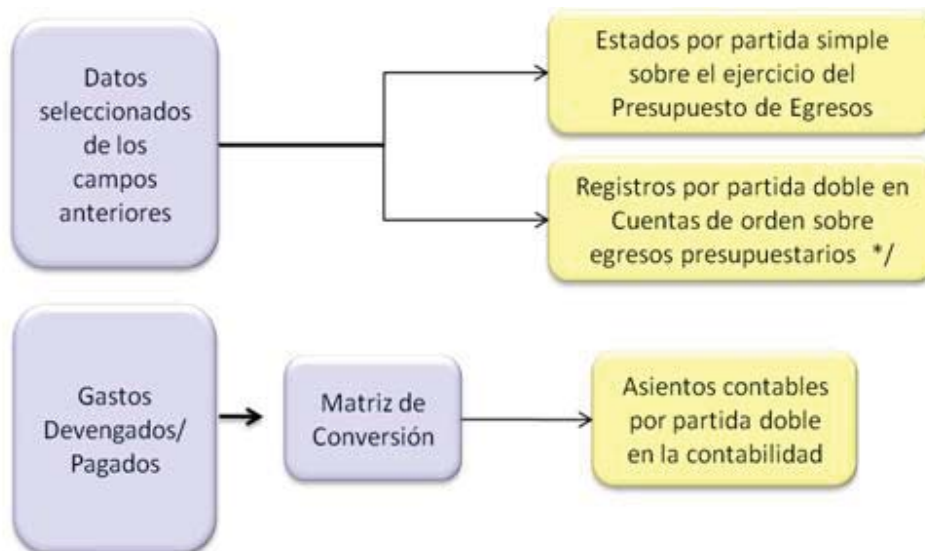 Datos
seleccionados
de los
campos
anteriores
Estados por partida simple
sobre el ejercicio del
Presupuesto de Egresos
Registros por partida doble en
Cuentas de orden sobre
egresos presupuestarios */
Gastos
Devengados/
Pagados
Matriz de
Conversión
Asientos contables
por partida doble
en la contabilidad